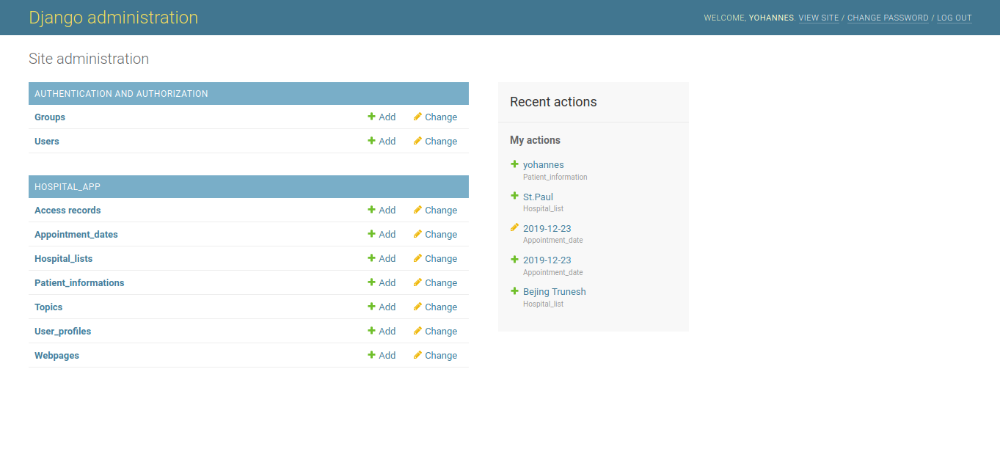 Django administration
WELCOME, YOHANNES. VIEW SITE / CHANGE PASSWORD / LOG OUT
Site administration
AUTHENTICATION AND AUTHORIZATION
Groups Add Change
Users Add Change
HOSPITAL_APP
Access records Add Change
Appointment_dates Add Change
Hospital_lists Add Change
Patient_informations Add Change
Topics Add Change
User_profiles Add Change
Webpages Add Change
Recent actions
My actions
yohannes
Patient_information
St.Paul
Hospital_list
2019-12-23
Appointment_date
2019-12-23
Appointment_date
Bejing Trunesh
Hospital_list